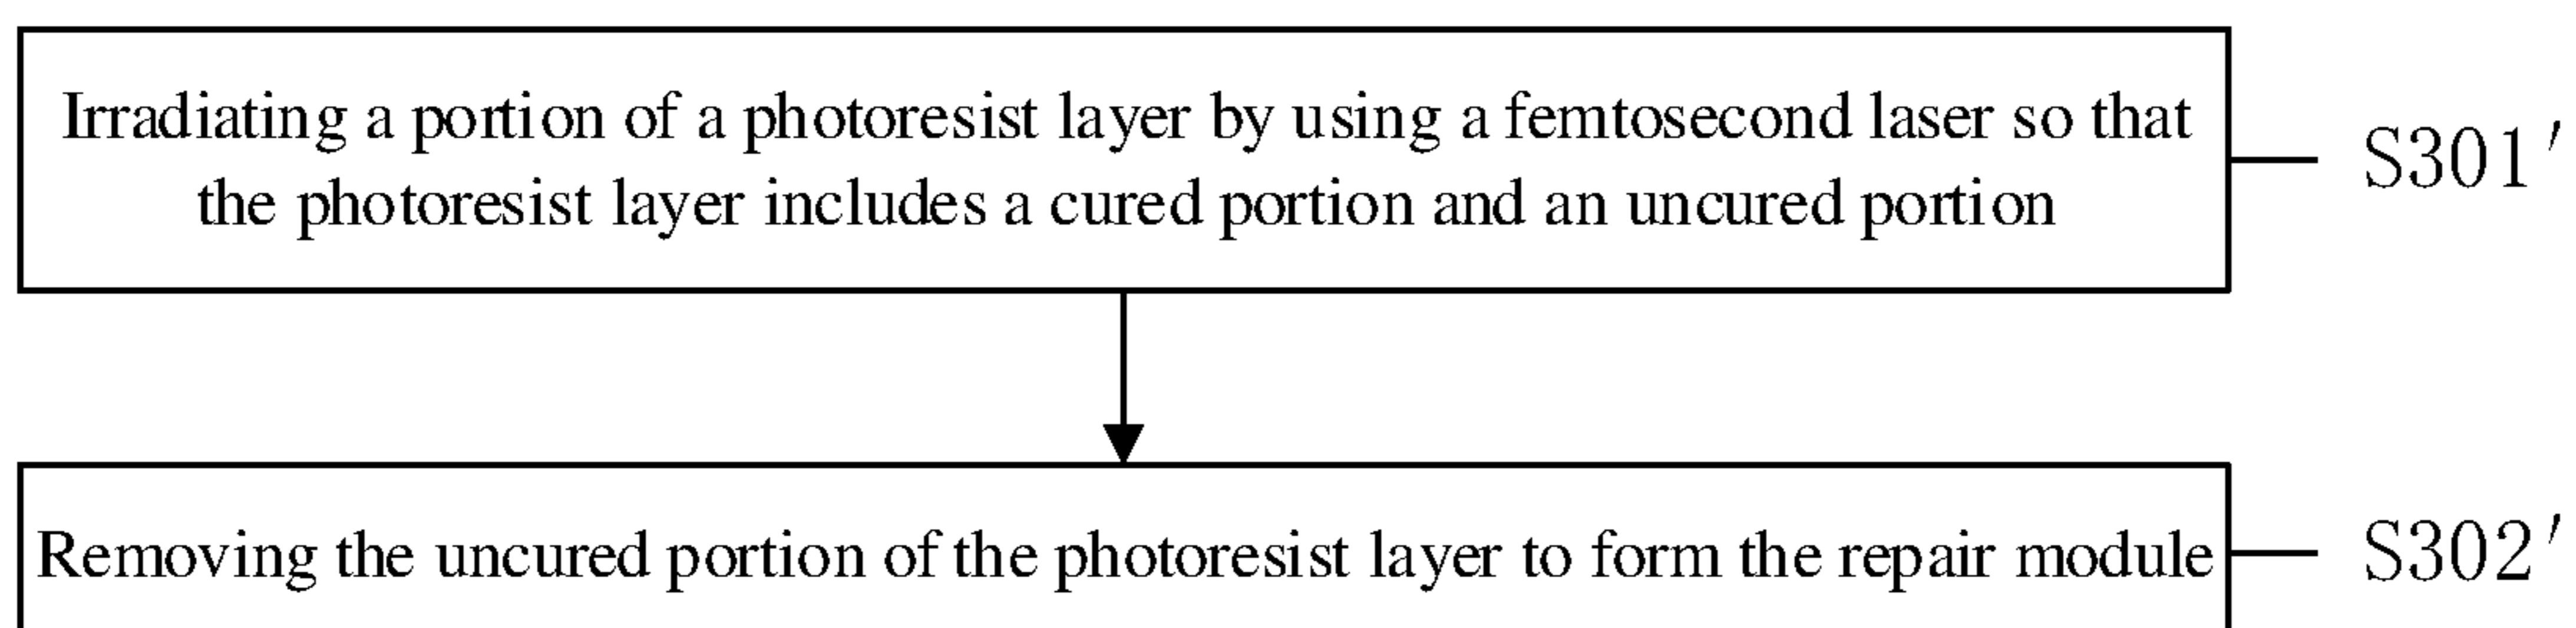 Irradiating a portion of a photoresist layer by using a femtosecond laser so that
the photoresist layer includes a cured portion and an uncured portion
S301′
Removing the uncured portion of the photoresist layer to form the repair module
S302′